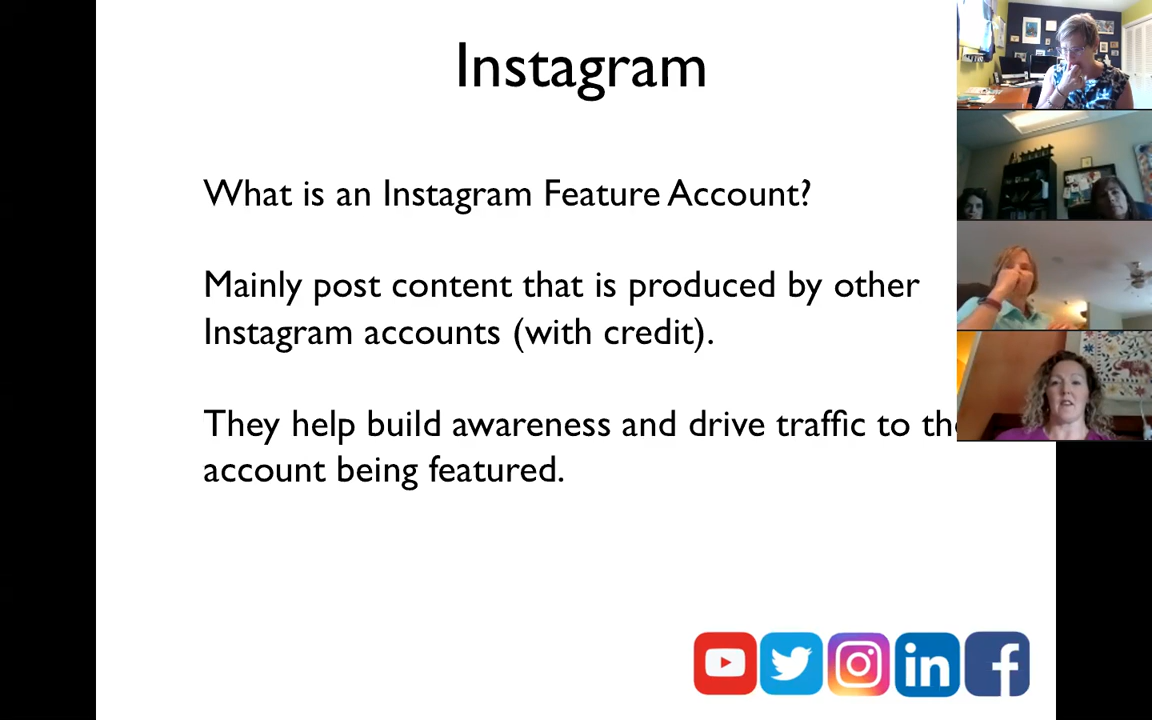 Instagram
What is an Instagram Feature Account?
Mainly post content that is produced by other
Instagram accounts (with credit).
They help build awareness and drive traffic to
account being featured.
in
f